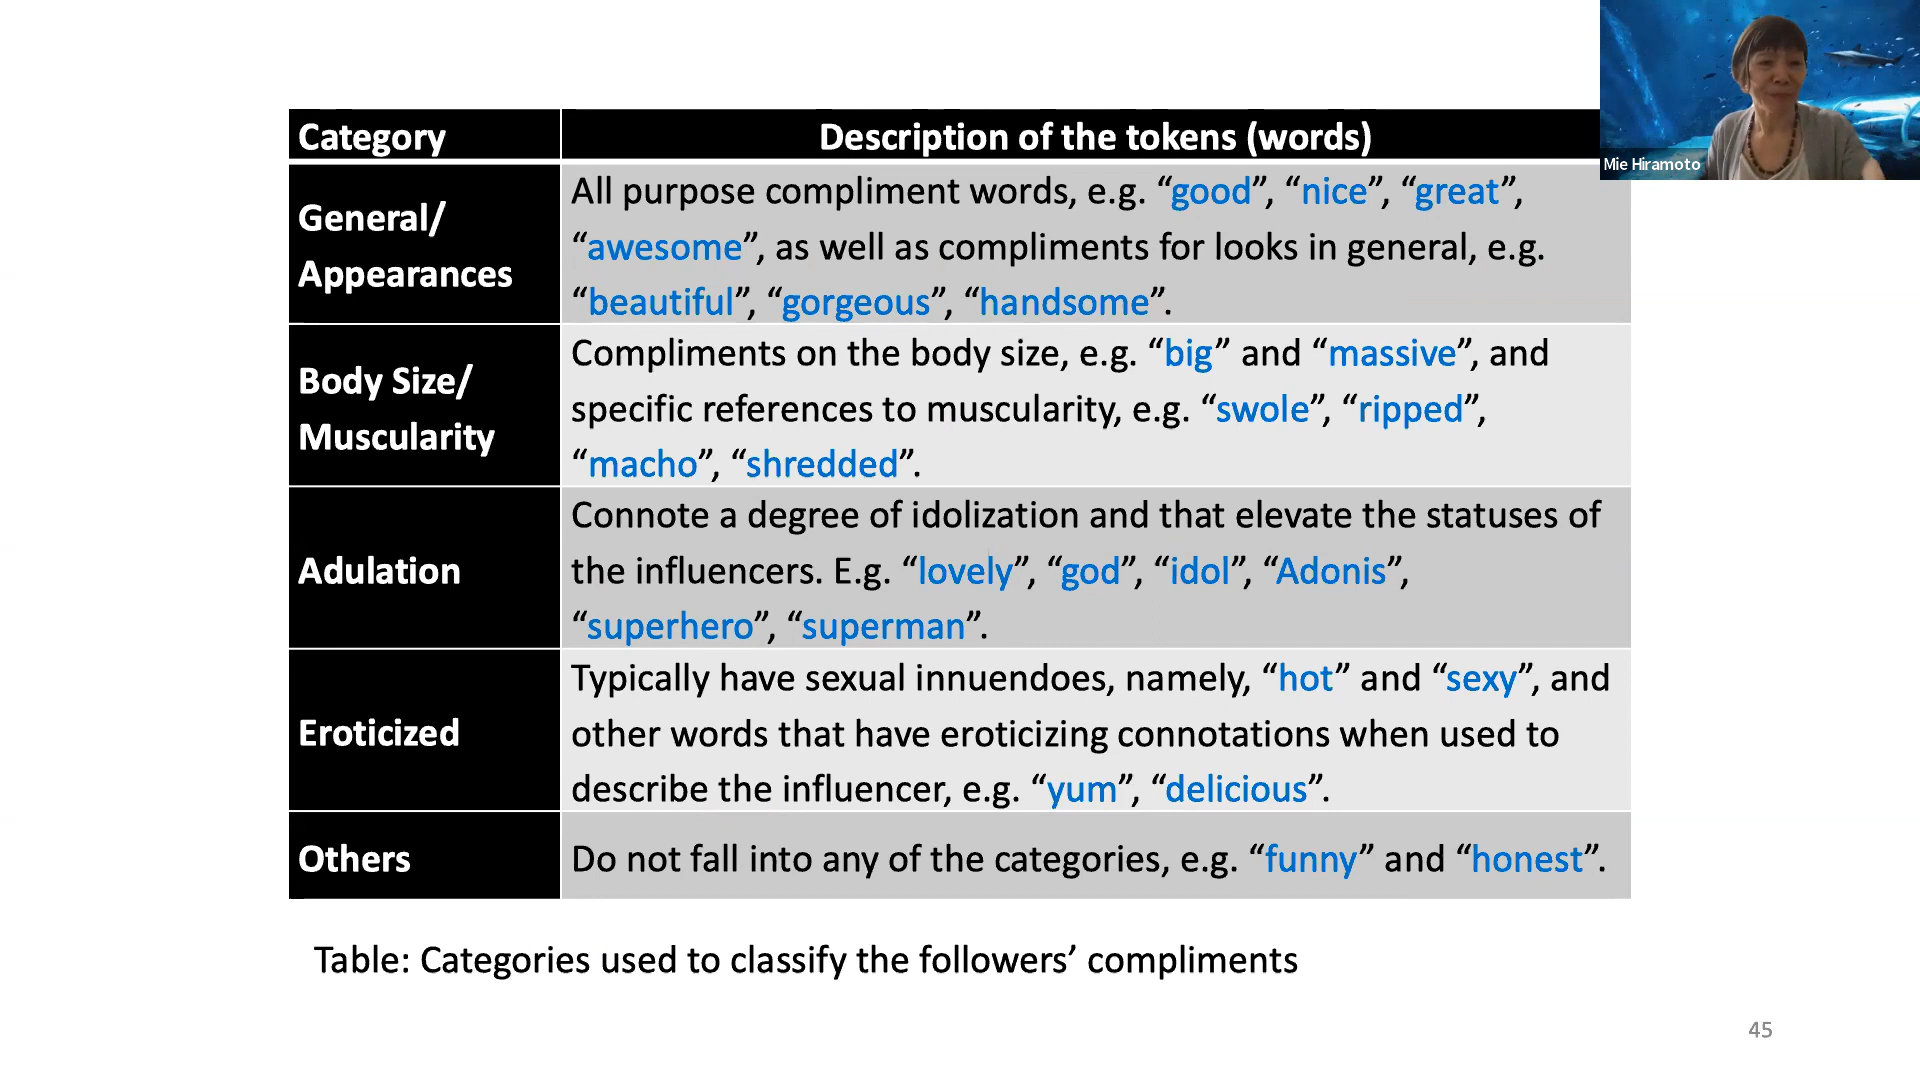 Category
Description of the tokens (words)
Mie Hiramoto
General/
Appearances
All purpose compliment words, e.g. “good”, “nice”, “great”,
“awesome”, as well as compliments for looks in general, e.g.
“beautiful”, “gorgeous”, “handsome”.
Body Size/
Muscularity
Compliments on the body size, e.g. “big” and “massive”, and
specific references to muscularity, e.g. “swole”, “ripped”,
“macho”, “shredded”.
Adulation
Connote a degree of idolization and that elevate the statuses of
the influencers. E.g. “lovely”, “god”, “idol”, “Adonis”,
“superhero”, “superman”.
Eroticized
Typically have sexual innuendoes, namely, “hot” and “sexy”, and
other words that have eroticizing connotations when used to
describe the influencer, e.g. “yum”, “delicious”.
Others
Do not fall into any of the categories, e.g. “funny” and “honest”.
Table: Categories used to classify the followers’ compliments
45